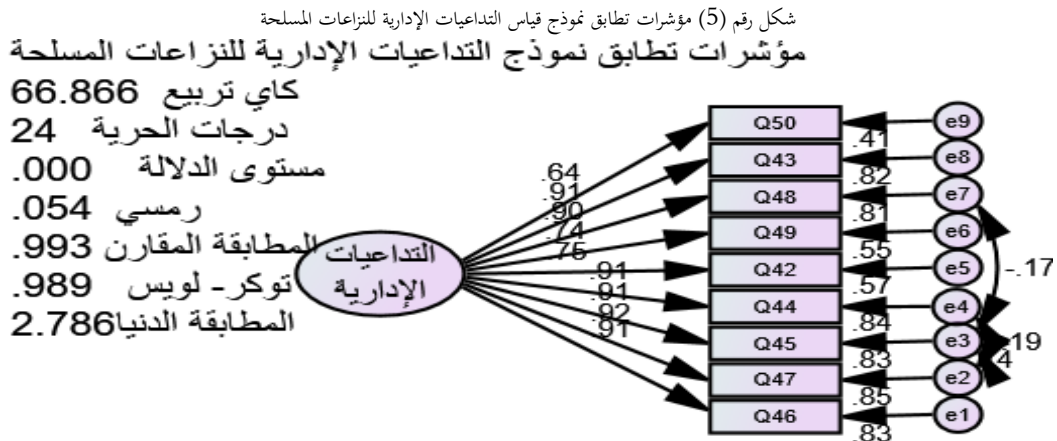 شكل رقم (5) مؤشرات تطابق نموذج قياس التداعيات الإدارية للنزاعات المسلحة
مؤشرات تطابق نموذج التداعيات الإدارية للنزاعات المسلحة
كاي تربيع 66.866
درجات الحرية 24
مستوى الدلالة .000
رمسي .054
المطابقة المقارن .993
توكر- لويس .989
المطابقة الدنيا 2.786
التداعيات
الإدارية
.64
.91
.90
.74
.75
.91
.91
.92
.91
Q50
Q43
Q48
Q49
Q42
Q44
Q45
Q47
Q46
.41
.82
.81
.55
.57
.84
.83
.85
.83
e9
e8
e7
e6
e5
e4
e3
e2
e1
-.17